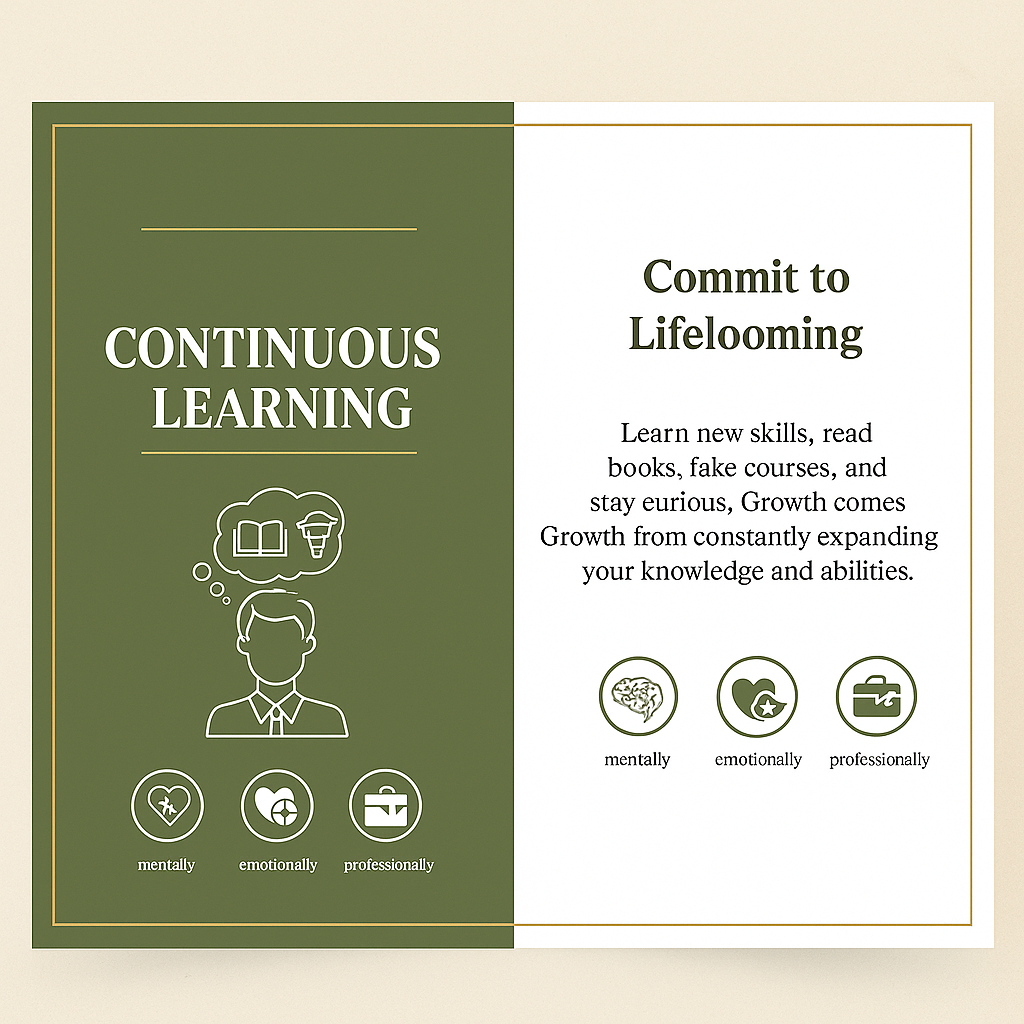 CONTINUOUS
LEARNING
mentally
emotionally
professionally
Commit to
Lifelooming
Learn new skills, read
books, fake courses, and
stay eurious, Growth comes
Growth from constantly expanding
your knowledge and abilities.
mentally
emotionally
professionally